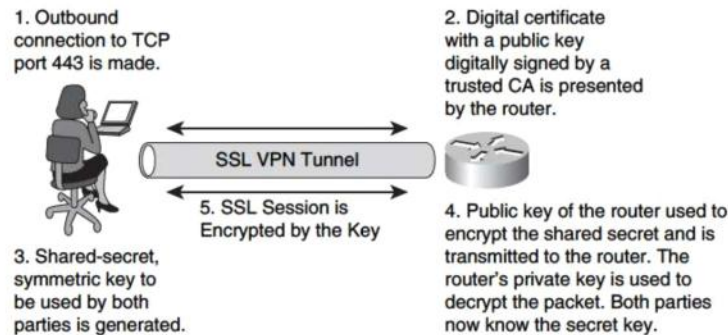 1. Outbound
connection to TCP
port 443 is made.
2. Digital certificate
with a public key
digitally signed by a
trusted CA is presented
by the router.
SSL VPN Tunnel
5. SSL Session is
Encrypted by the Key
3. Shared-secret,
symmetric key to
be used by both
parties is generated.
4. Public key of the router used to
encrypt the shared secret and is
transmitted to the router. The
router's private key is used to
decrypt the packet. Both parties
now know the secret key.